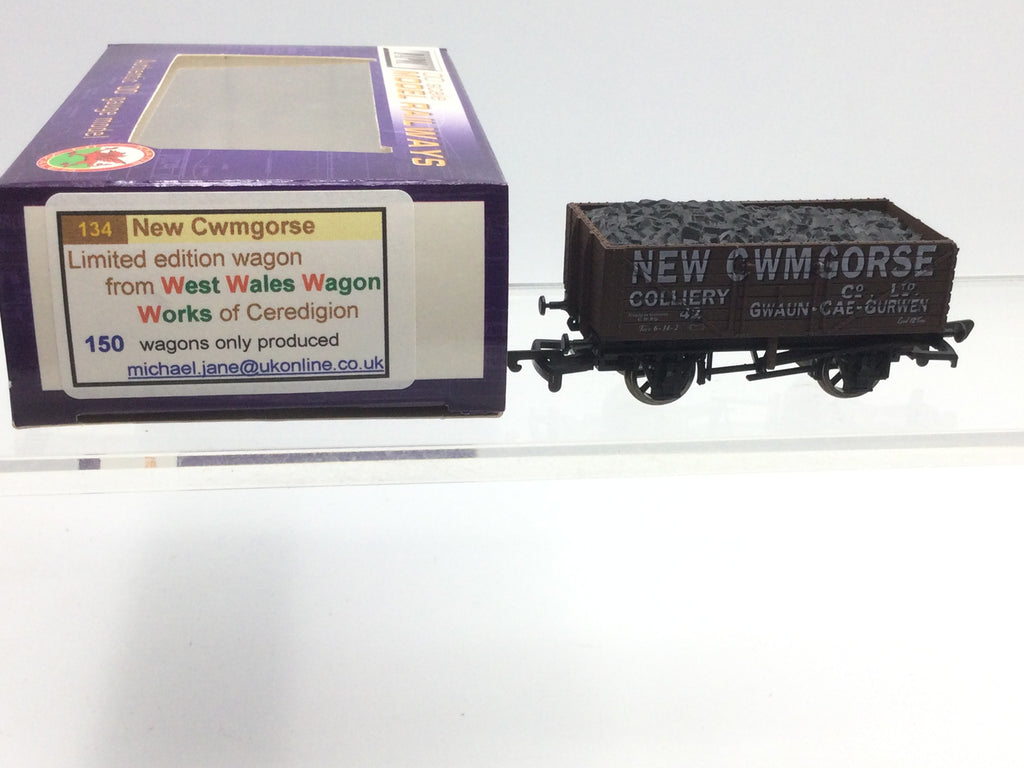 MODEL RAILWAYS
134 New Cwmgorse
Limited edition wagon
from West Wales Wagon
Works of Ceredigion
150 wagons only produced
michael.jane@ukonline.co.uk
NEW CWMGORSE
COLLIERY Co., LTD.
42 GWAUN-CAE-GURWEN